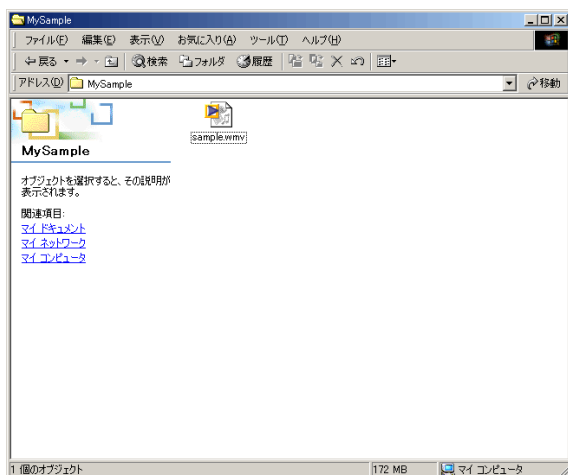 MySample
ファイル(F) 編集(E) 表示(V) お気に入り(A) ツール(T) ヘルプ(H)
戻る 検索 フォルダ 履歴
アドレス(D) MySample 移動
sample.wmv
MySample
オブジェクトを選択すると、その説明が
表示されます。
関連項目:
マイ ドキュメント
マイ ネットワーク
マイ コンピュータ
1 個のオブジェクト 172 MB マイ コンピュータ